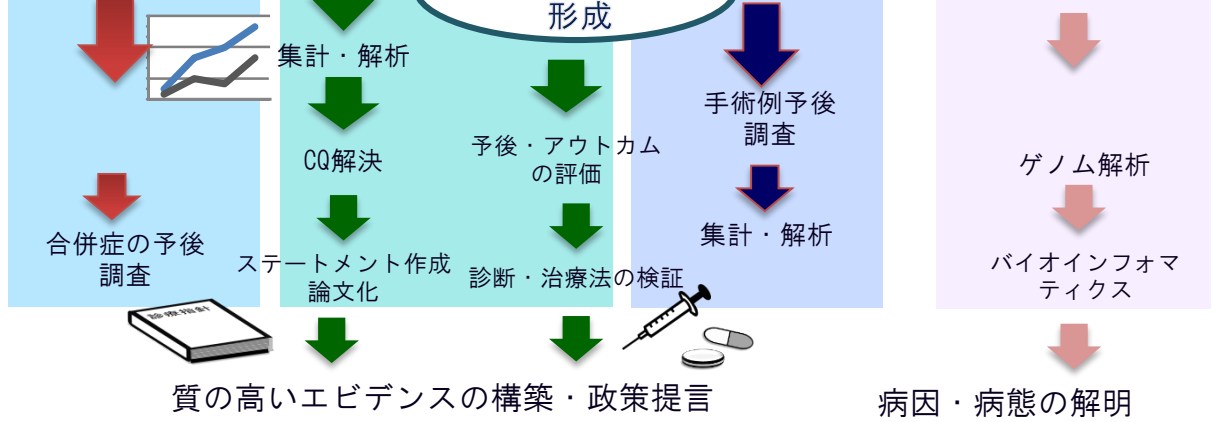 形成
集計・解析
手術例予後
調査
CQ解決
予後・アウトカム
の評価
ゲノム解析
合併症の予後
調査
ステートメント作成
論文化
診断・治療法の検証
集計・解析
バイオインフォマ
ティクス
診療指針
質の高いエビデンスの構築・政策提言
病因・病態の解明